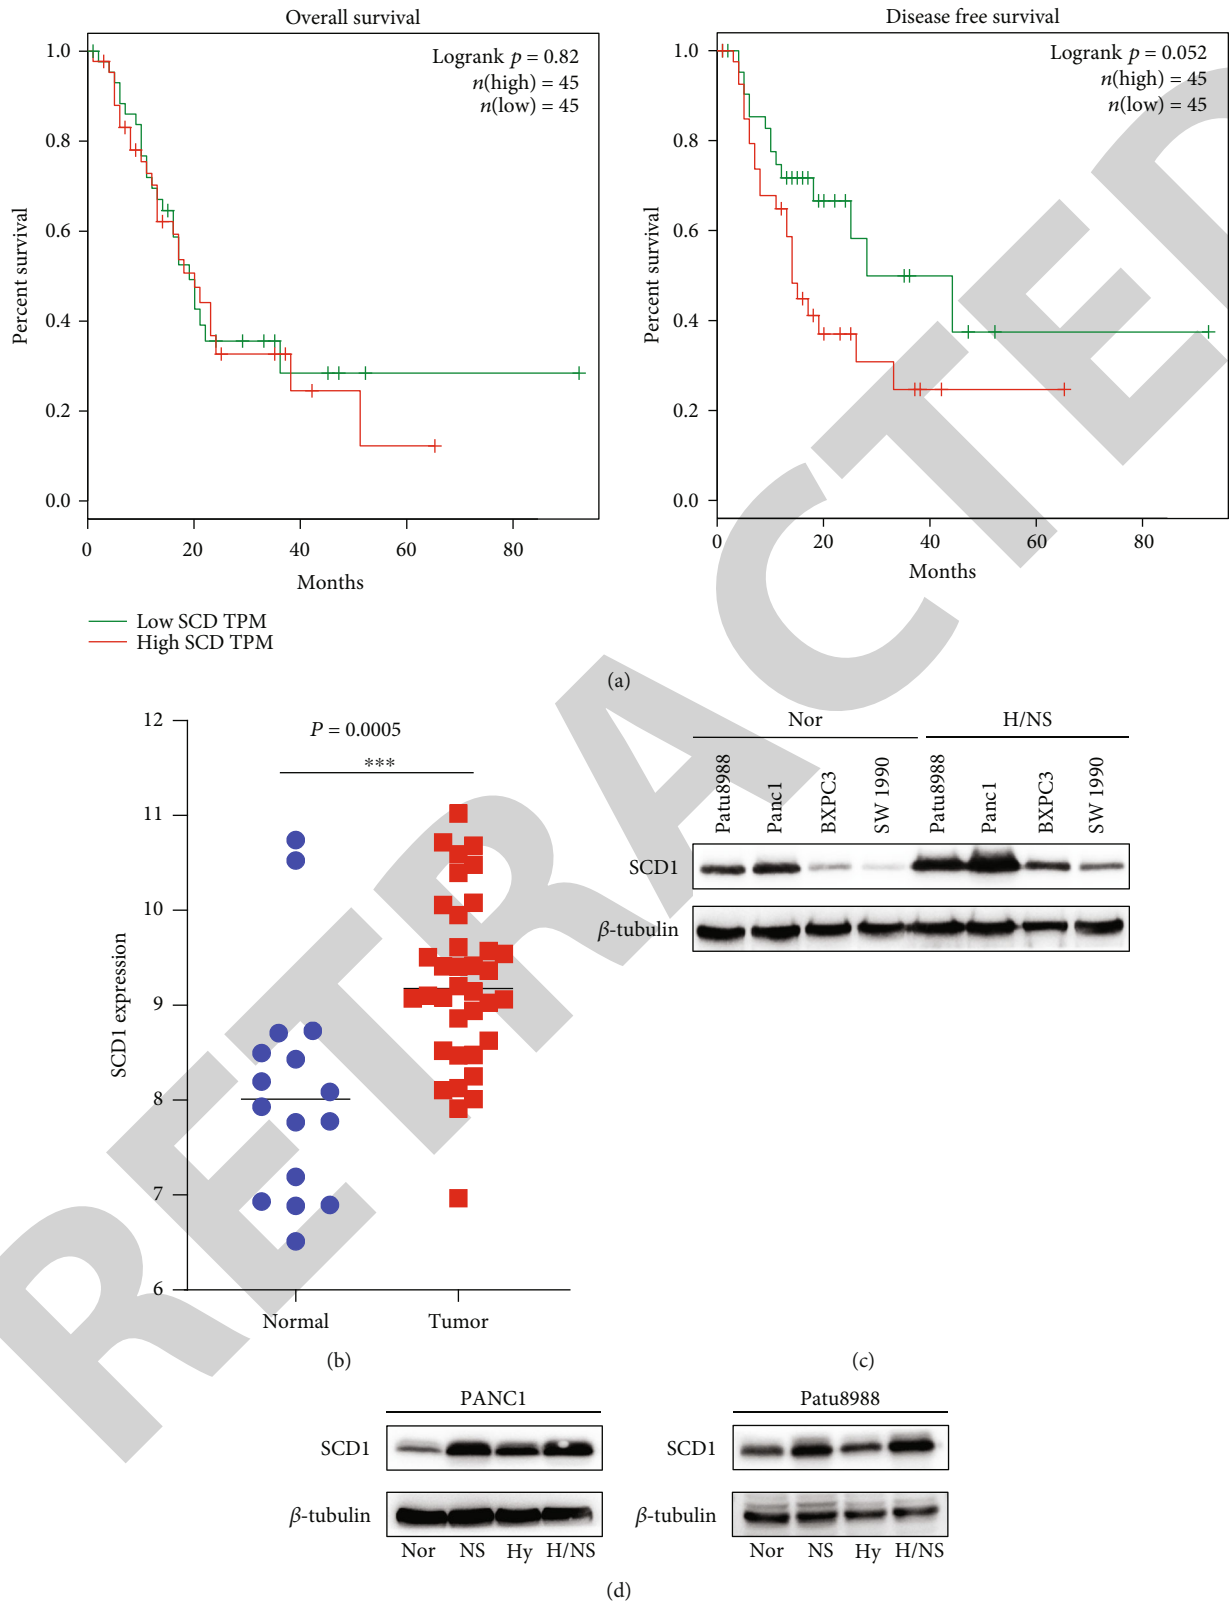 Overall survival
Logrank p = 0.82
n(high) = 45
n(low) = 45
Percent survival
1.0
0.8
0.6
0.4
0.2
0.0
0 20 40 60 80
Months
Low SCD TPM
High SCD TPM
Disease free survival
Logrank p = 0.052
n(high) = 45
n(low) = 45
Percent survival
1.0
0.8
0.6
0.4
0.2
0.0
0 20 40 60 80
Months
(a)
P = 0.0005
***
SCD1 expression
12
11
10
9
8
7
6
Normal Tumor
(b)
Nor H/NS
Patu8988 Panc1 BXPC3 SW 1990 Patu8988 Panc1 BXPC3 SW 1990
SCD1
β-tubulin
(c)
PANC1
SCD1
β-tubulin
Nor NS Hy H/NS
Patu8988
SCD1
β-tubulin
Nor NS Hy H/NS
(d)
RETRACTED